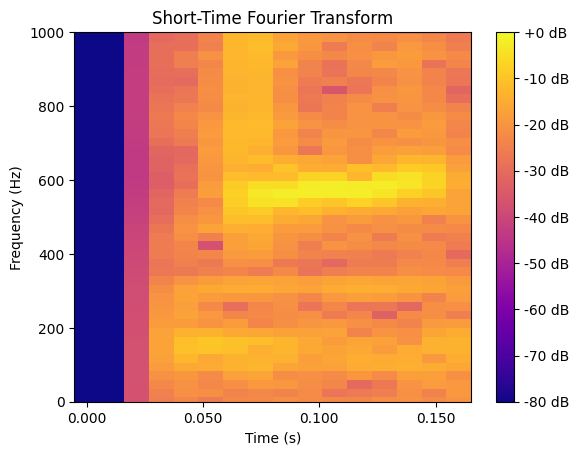 Short-Time Fourier Transform
1000
800
600
400
200
0
Frequency (Hz)
0.000
0.050
0.100
0.150
Time (s)
+0 dB
-10 dB
-20 dB
-30 dB
-40 dB
-50 dB
-60 dB
-70 dB
-80 dB